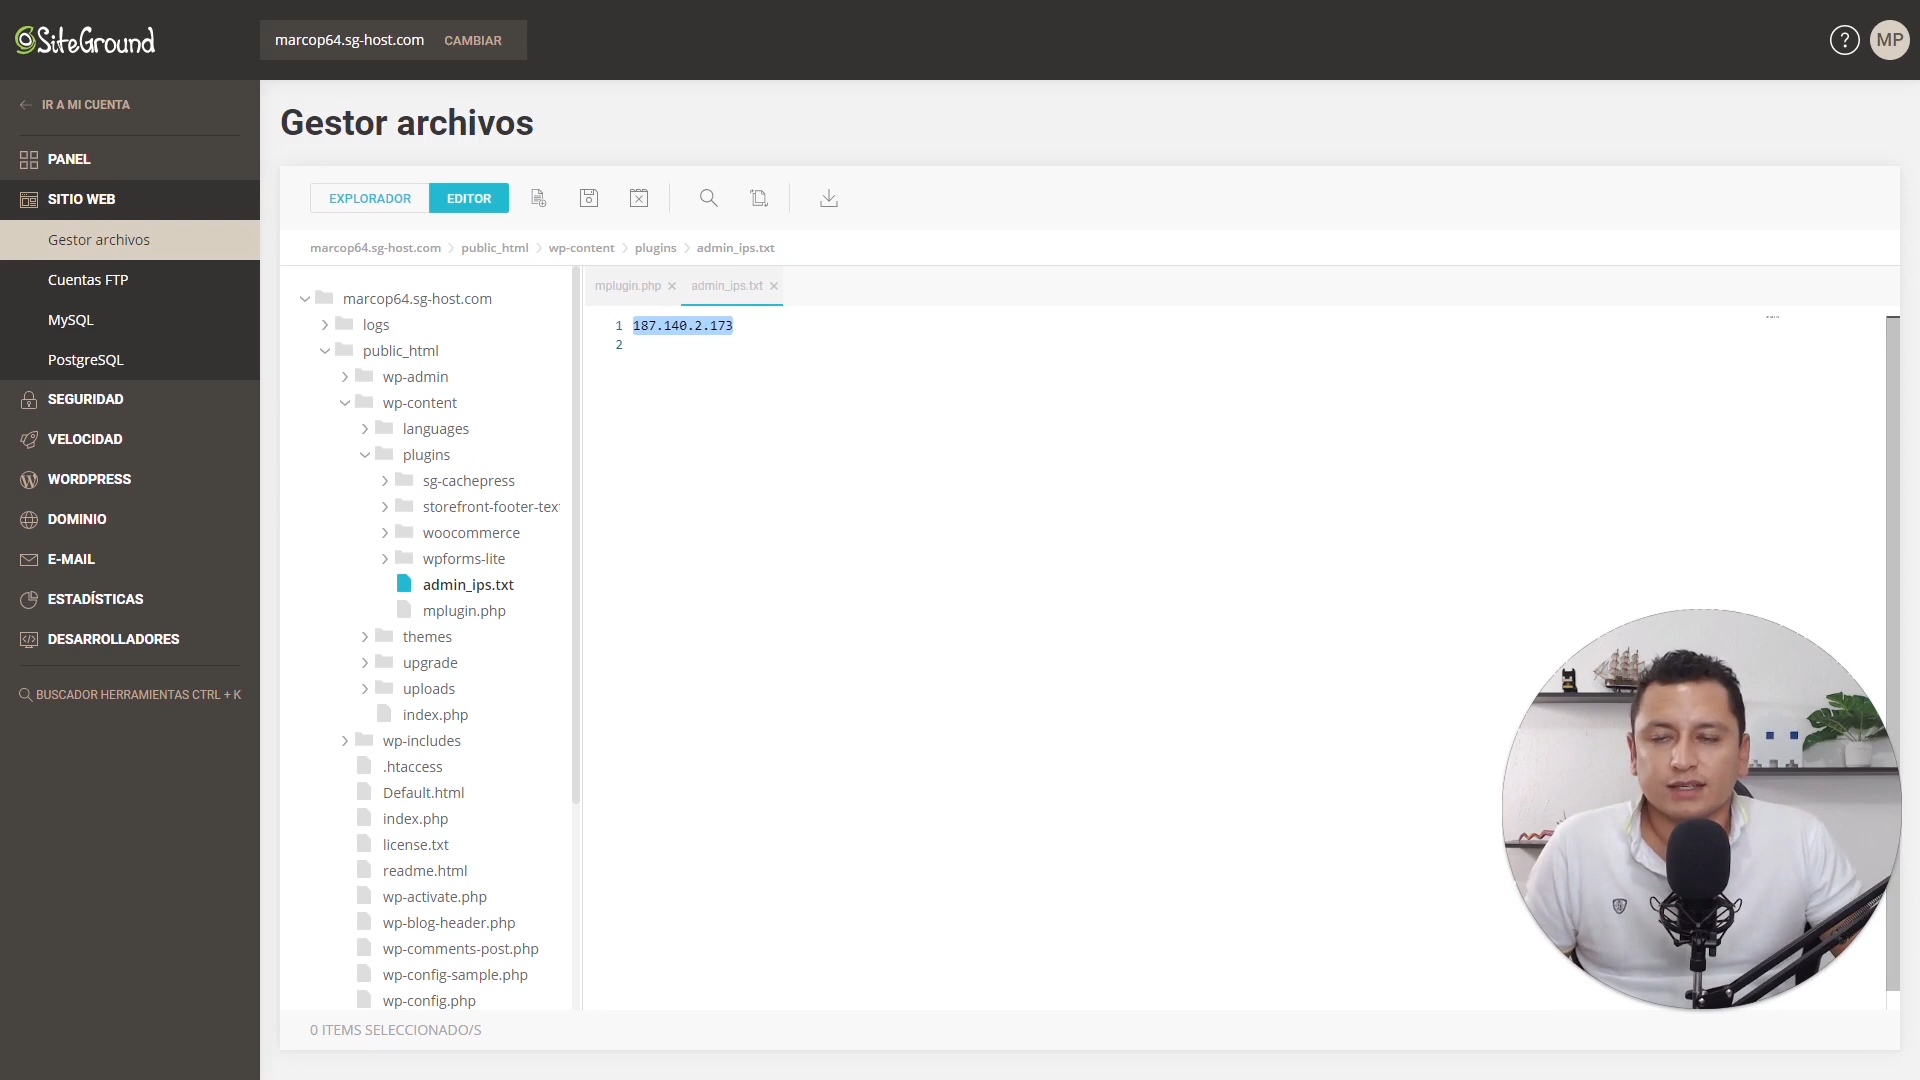 SiteGround
marcop64.sg-host.com CAMBIAR
? MP
IR A MI CUENTA
PANEL
SITIO WEB
Gestor archivos
Cuentas FTP
MySQL
PostgreSQL
SEGURIDAD
VELOCIDAD
WORDPRESS
DOMINIO
E-MAIL
ESTADÍSTICAS
DESARROLLADORES
BUSCADOR HERRAMIENTAS CTRL + K
Gestor archivos
EXPLORADOR EDITOR
marcop64.sg-host.com > public_html > wp-content > plugins > admin_ips.txt
marcop64.sg-host.com
logs
public_html
wp-admin
wp-content
languages
plugins
sg-cachepress
storefront-footer-tex
woocommerce
wpforms-lite
admin_ips.txt
mplugin.php
themes
upgrade
uploads
index.php
wp-includes
.htaccess
Default.html
index.php
license.txt
readme.html
wp-activate.php
wp-blog-header.php
wp-comments-post.php
wp-config-sample.php
wp-config.php
mplugin.php × admin_ips.txt ×
1 187.140.2.173
2
0 ITEMS SELECCIONADO/S